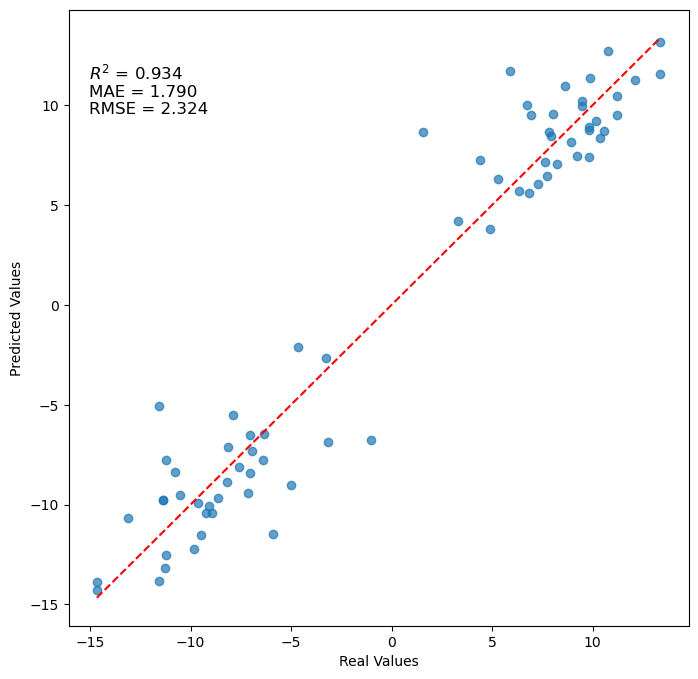 R² = 0.934
MAE = 1.790
RMSE = 2.324
10
5
0
−5
−10
−15
Predicted Values
−15
−10
−5
0
5
10
Real Values